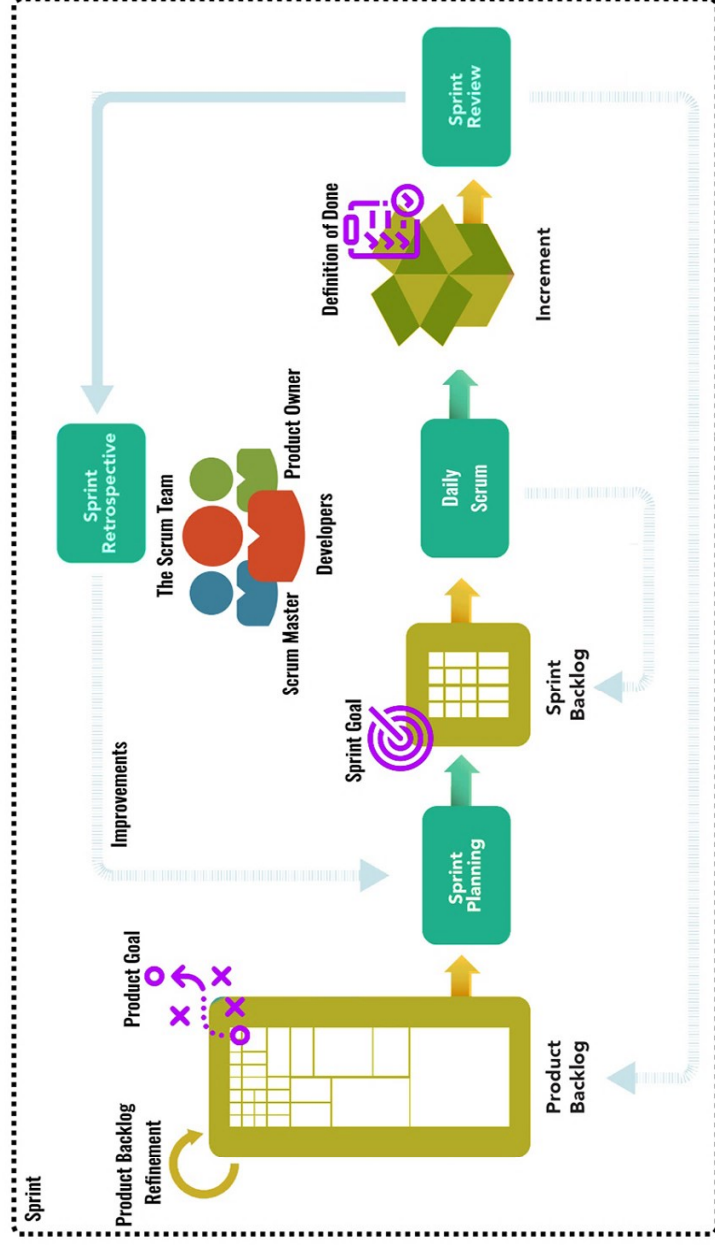 Sprint
Product Backlog
Refinement
Product Goal
Improvements
Sprint
Retrospective
The Scrum Team
Scrum Master
Product Owner
Developers
Sprint Goal
Definition of Done
Sprint
Planning
Daily
Scrum
Sprint
Review
Product
Backlog
Sprint
Backlog
Increment